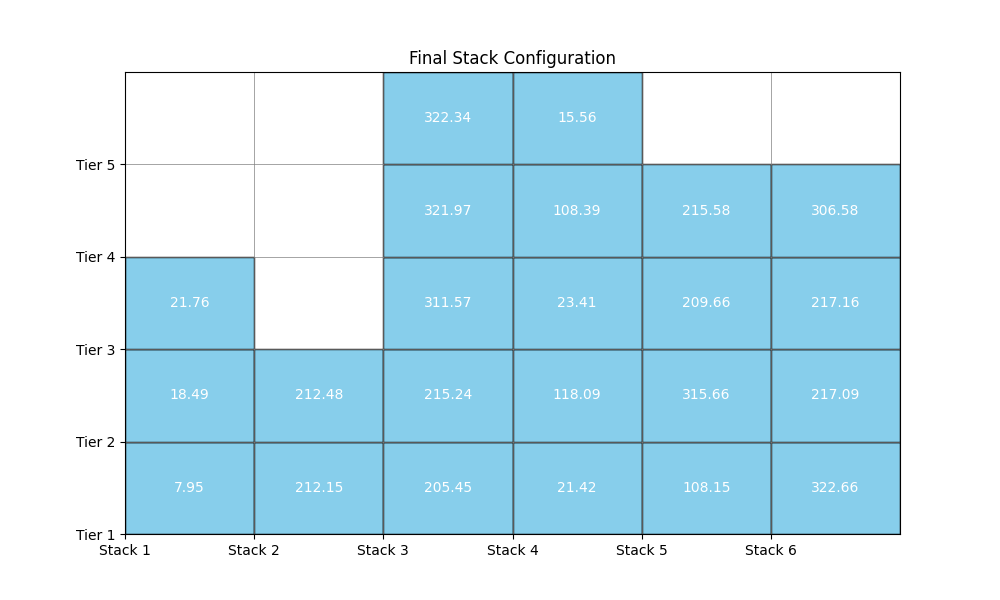 Final Stack Configuration
322.34 15.56
Tier 5
321.97 108.39 215.58 306.58
Tier 4
21.76 311.57 23.41 209.66 217.16
Tier 3
18.49 212.48 215.24 118.09 315.66 217.09
Tier 2
7.95 212.15 205.45 21.42 108.15 322.66
Tier 1
Stack 1 Stack 2 Stack 3 Stack 4 Stack 5 Stack 6